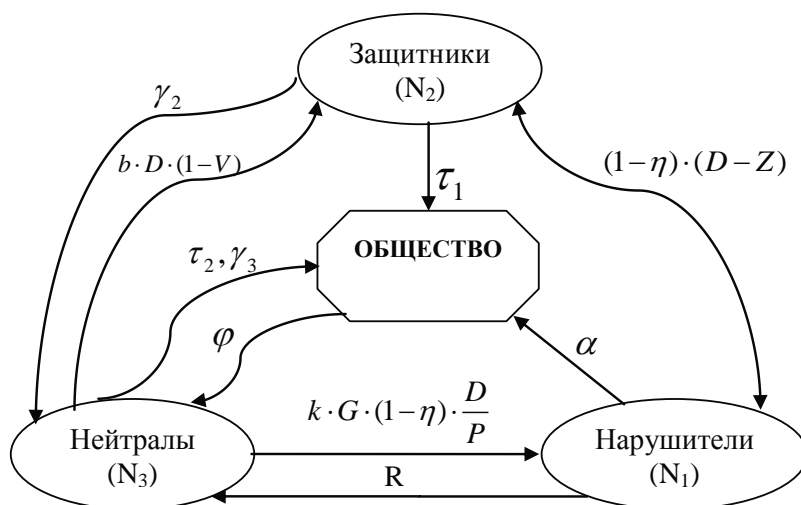 Защитники
(N₂)
γ₂
b·D·(1−V)
(1−η)·(D−Z)
τ₁
ОБЩЕСТВО
τ₂,γ₃
φ
α
k·G·(1−η)·D/P
Нейтралы
(N₃)
Нарушители
(N₁)
R